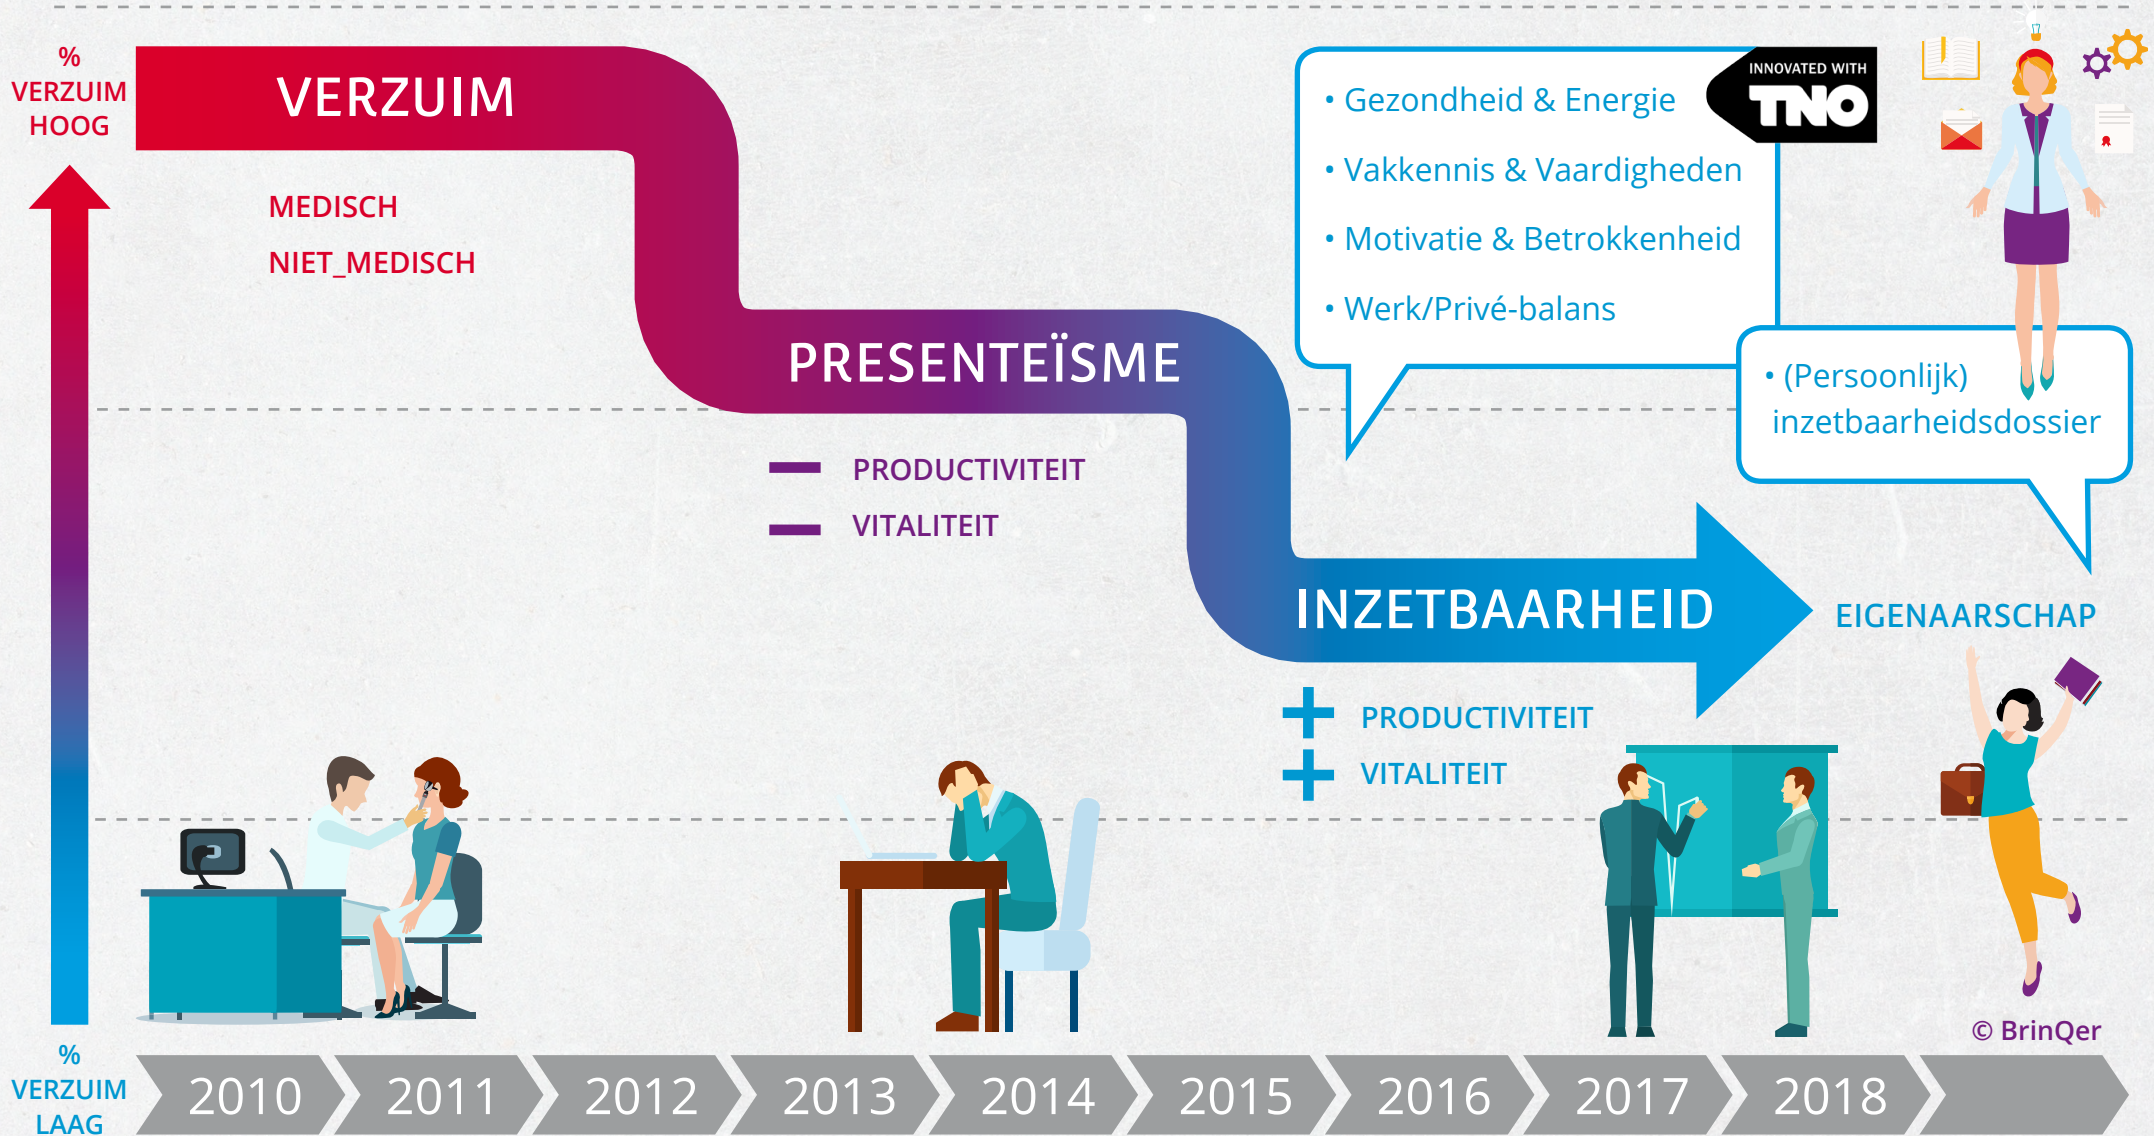 %
VERZUIM
HOOG
VERZUIM
MEDISCH
NIET_MEDISCH
PRESENTEÏSME
PRODUCTIVITEIT
VITALITEIT
• Gezondheid & Energie
• Vakkennis & Vaardigheden
• Motivatie & Betrokkenheid
• Werk/Privé-balans
INNOVATED WITH
TNO
• (Persoonlijk)
inzetbaarheidsdossier
INZETBAARHEID
EIGENAARSCHAP
PRODUCTIVITEIT
VITALITEIT
© BrinQer
%
VERZUIM
LAAG
2010 2011 2012 2013 2014 2015 2016 2017 2018